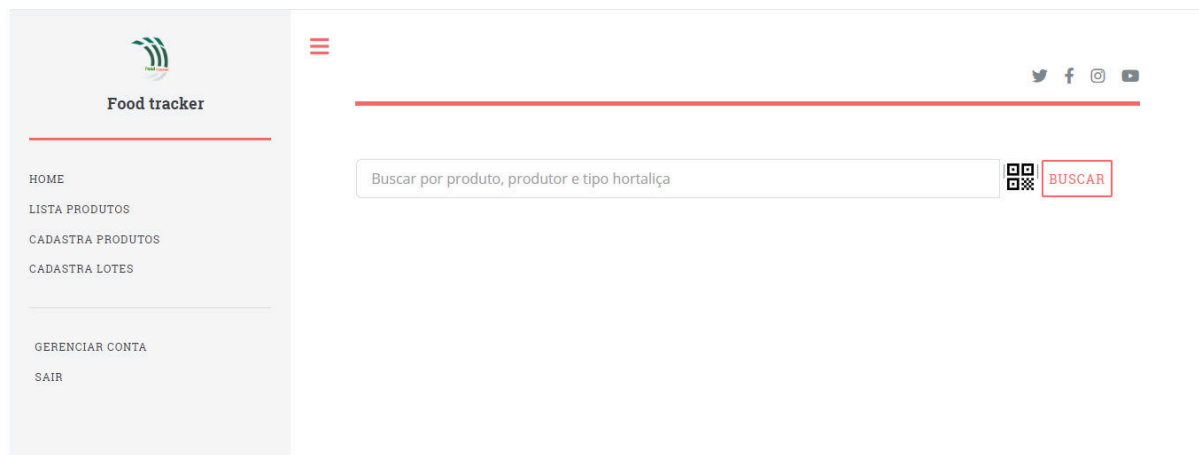 Food tracker
HOME
LISTA PRODUTOS
CADASTRA PRODUTOS
CADASTRA LOTES
GERENCIAR CONTA
SAIR
Buscar por produto, produtor e tipo hortaliça
BUSCAR